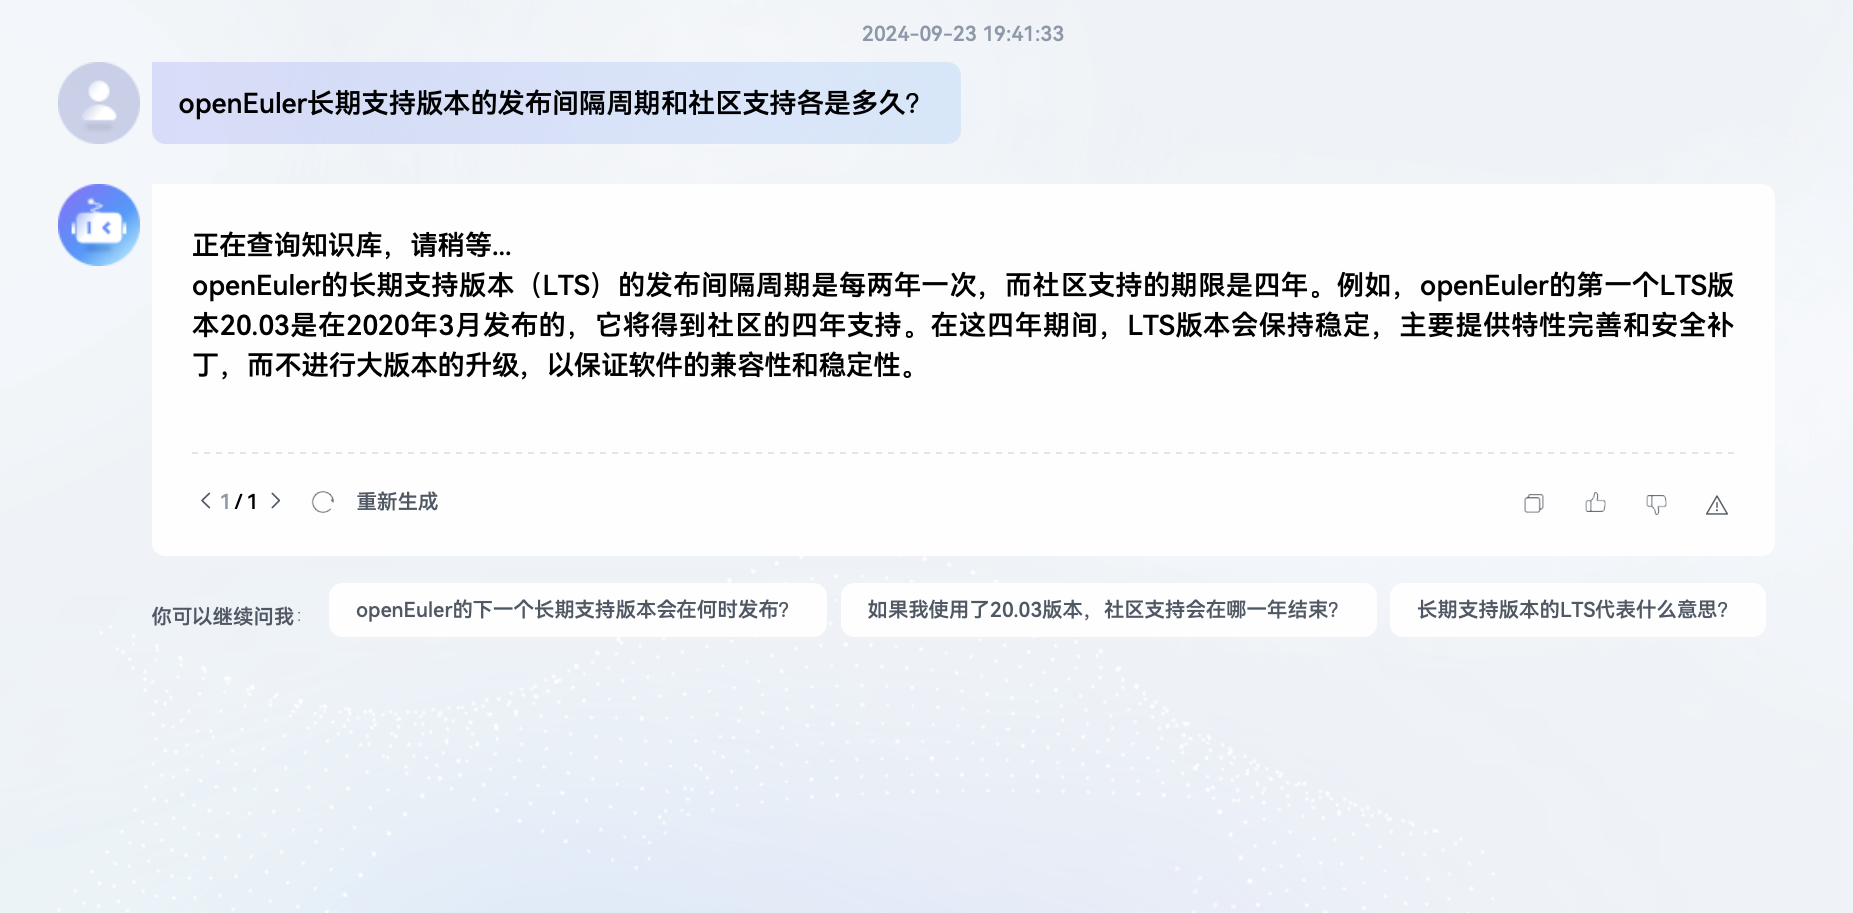 2024-09-23 19:41:33
openEuler长期支持版本的发布间隔周期和社区支持各是多久?
正在查询知识库，请稍等...
openEuler的长期支持版本（LTS）的发布间隔周期是每两年一次，而社区支持的期限是四年。例如，openEuler的第一个LTS版
本20.03是在2020年3月发布的，它将得到社区的四年支持。在这四年期间，LTS版本会保持稳定，主要提供特性完善和安全补
丁，而不进行大版本的升级，以保证软件的兼容性和稳定性。
1/1 重新生成
你可以继续问我: openEuler的下一个长期支持版本会在何时发布? 如果我使用了20.03版本，社区支持会在哪一年结束? 长期支持版本的LTS代表什么意思?